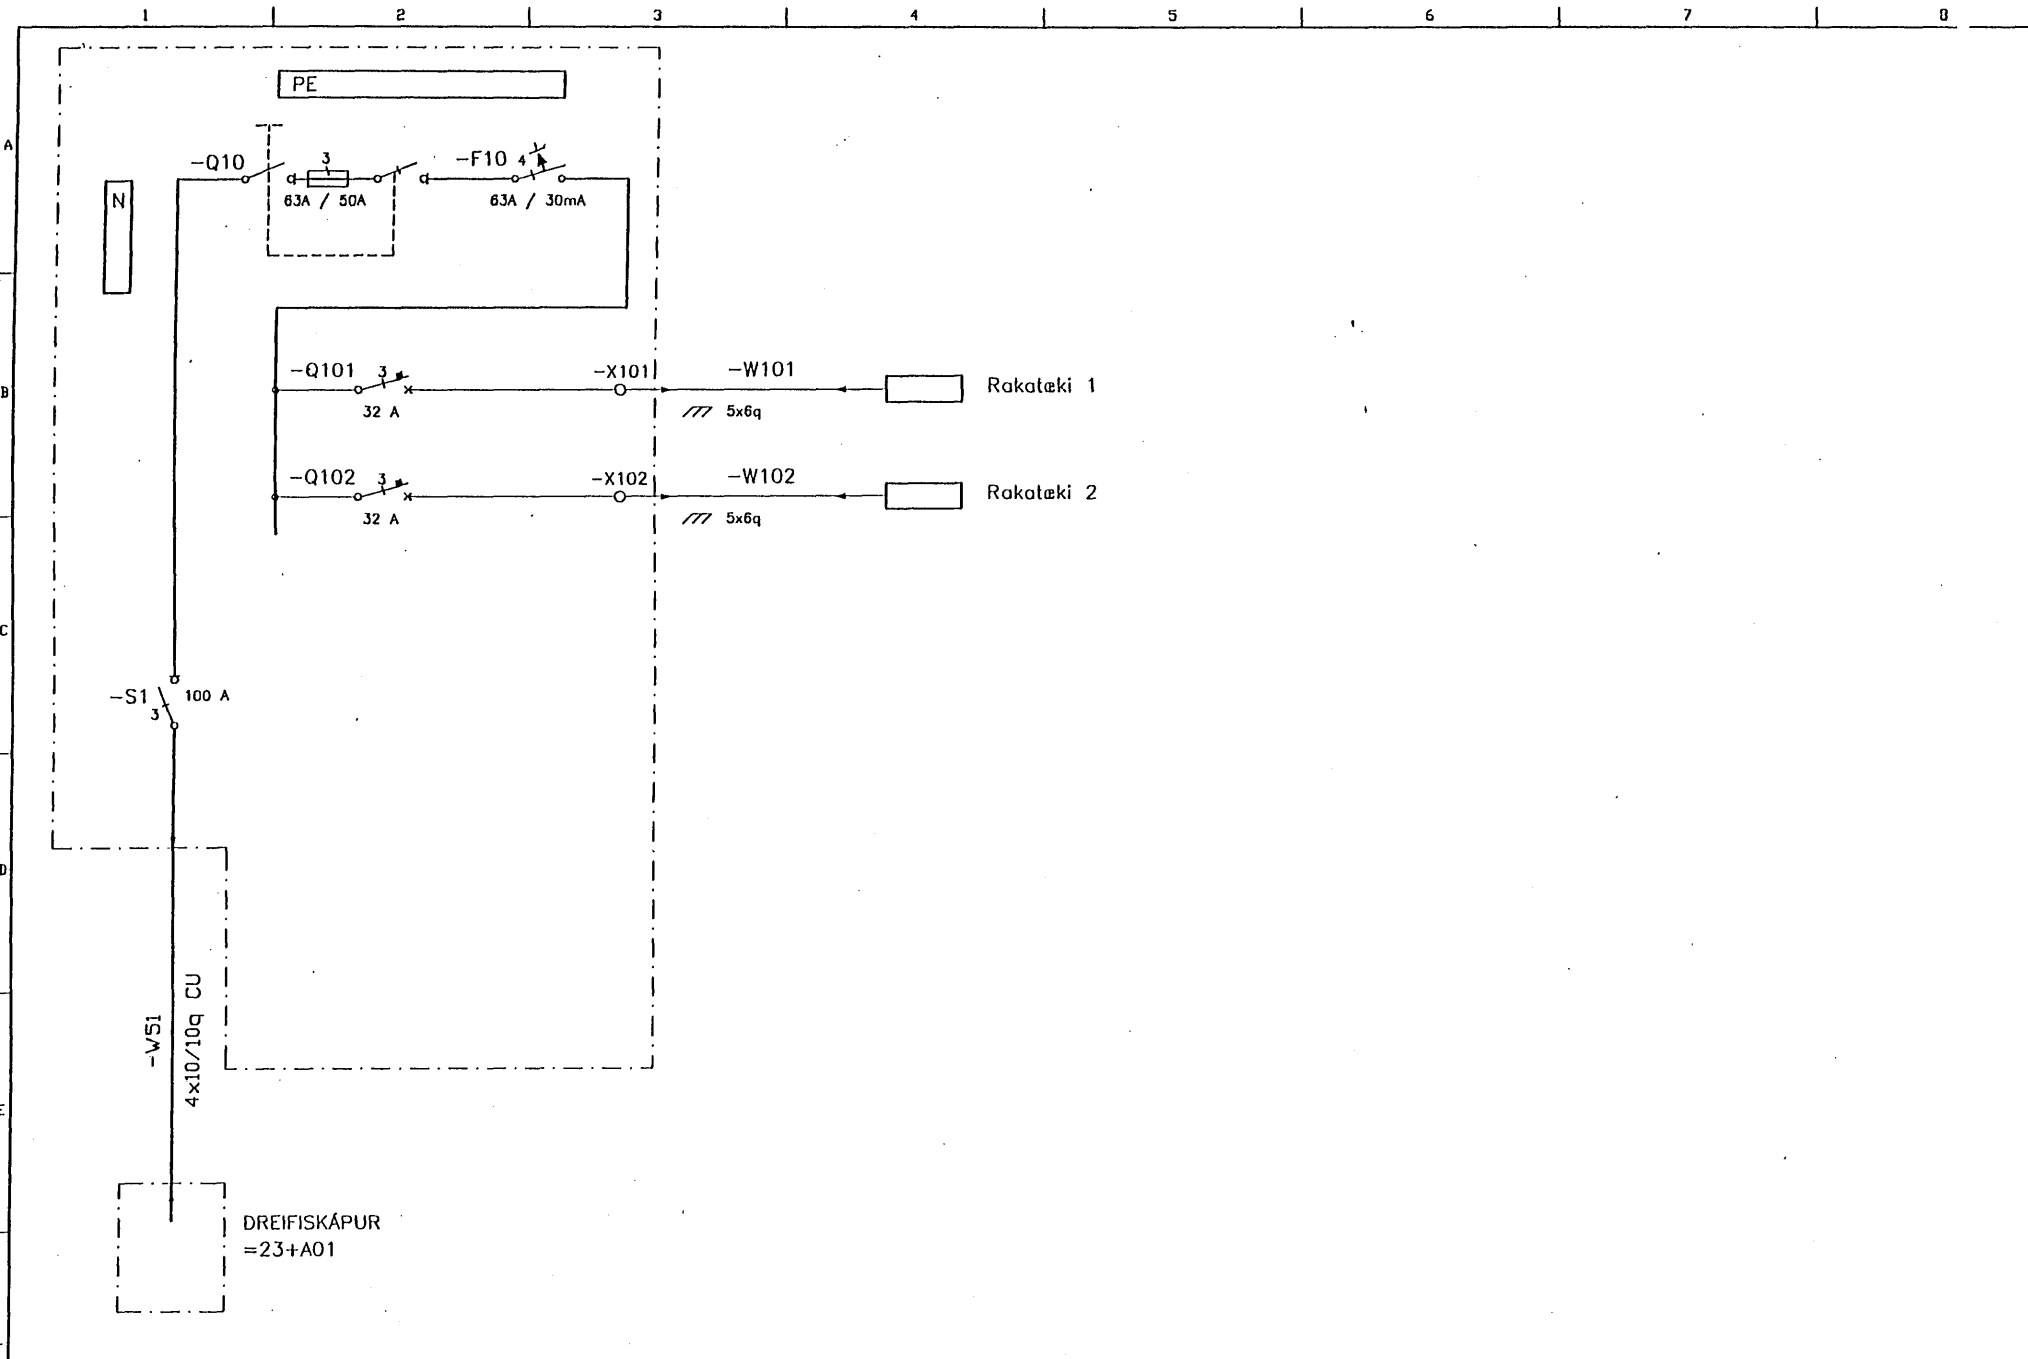 1 2 3 4 5 6 7 8
PE
A
-Q10 3 -F10 4
63A / 50A 63A / 30mA
N
-Q101 3 -X101 -W101 Rakatæki 1
B
32 A 5x6q
-Q102 3 -X102 -W102 Rakatæki 2
32 A 5x6q
C
-S1 100 A
3
D
-W51
4x10/10q CU
E
DREIFISKÁPUR
=23+A01